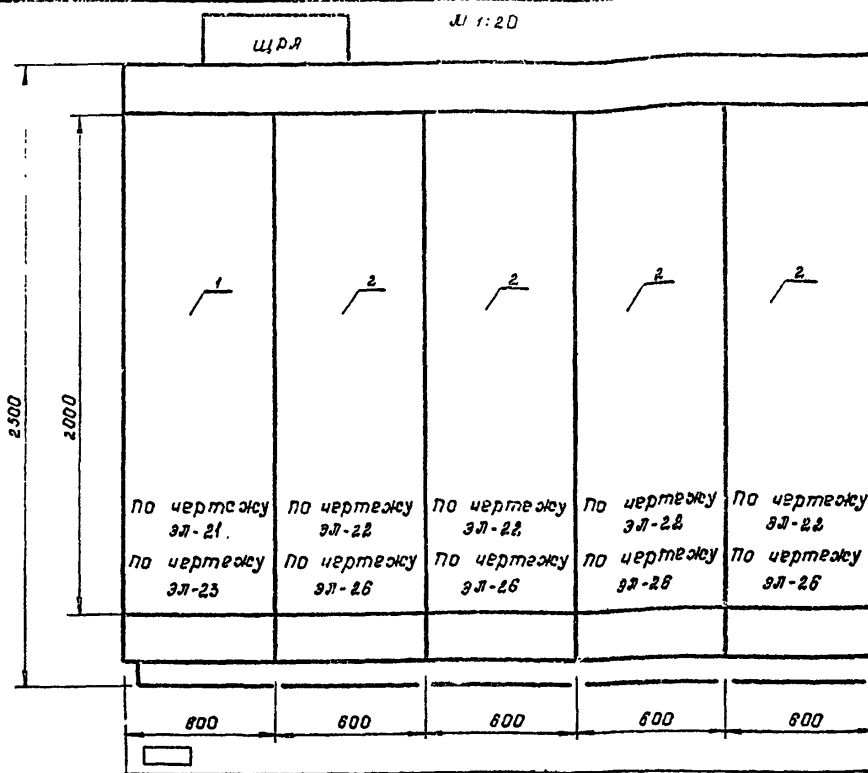 М 1:20
ЩРЯ
1
2
2
2
2
2500
2000
по чертежу
эл-21.
по чертежу
эл-22
по чертежу
эл-22
по чертежу
эл-22
по чертежу
эл-22
по чертежу
эл-23
по чертежу
эл-26
по чертежу
эл-26
по чертежу
эл-26
по чертежу
эл-26
600
600
600
600
600